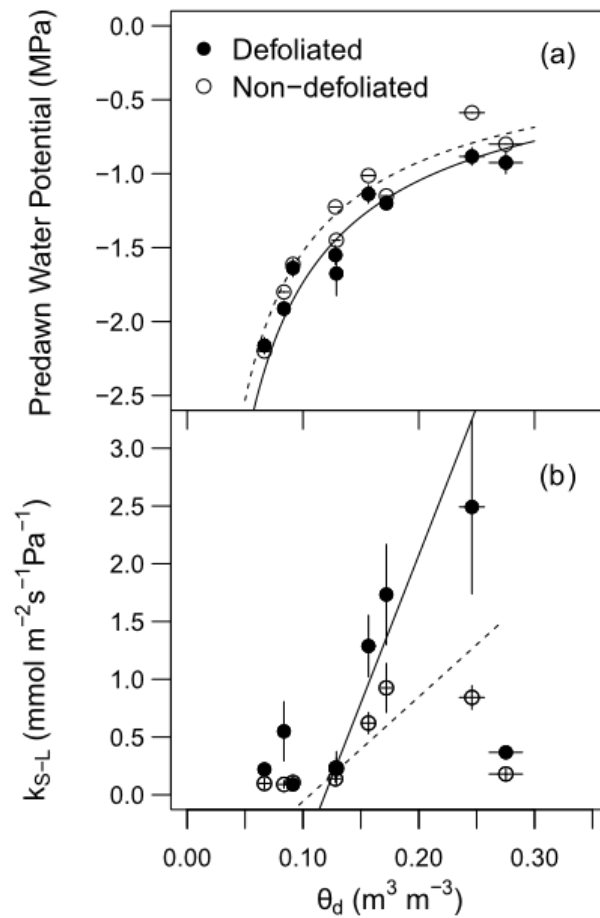 0.0
−0.5
−1.0
−1.5
−2.0
−2.5
Predawn Water Potential (MPa)
Defoliated
Non−defoliated
(a)
3.0
2.5
2.0
1.5
1.0
0.5
0.0
k_S−L (mmol m⁻²s⁻¹Pa⁻¹)
(b)
0.00 0.10 0.20 0.30
θ_d (m³ m⁻³)